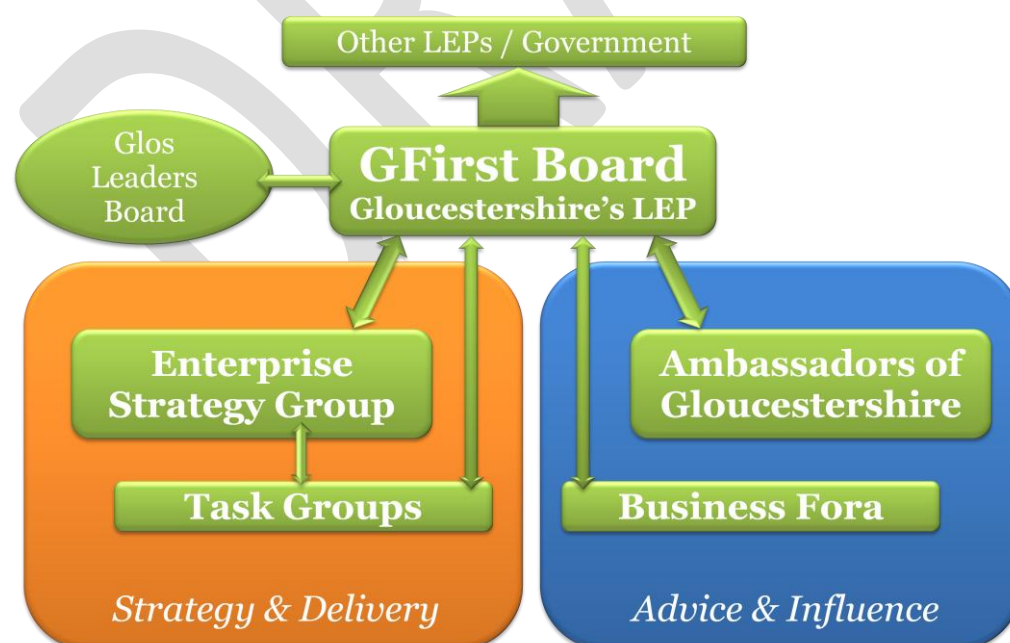 Other LEPs / Government
GFirst Board
Gloucestershire's LEP
Glos
Leaders
Board
Enterprise
Strategy Group
Task Groups
Strategy & Delivery
Ambassadors of
Gloucestershire
Business Fora
Advice & Influence